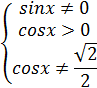 sinx ≠ 0
cosx > 0
cosx ≠ √2/2